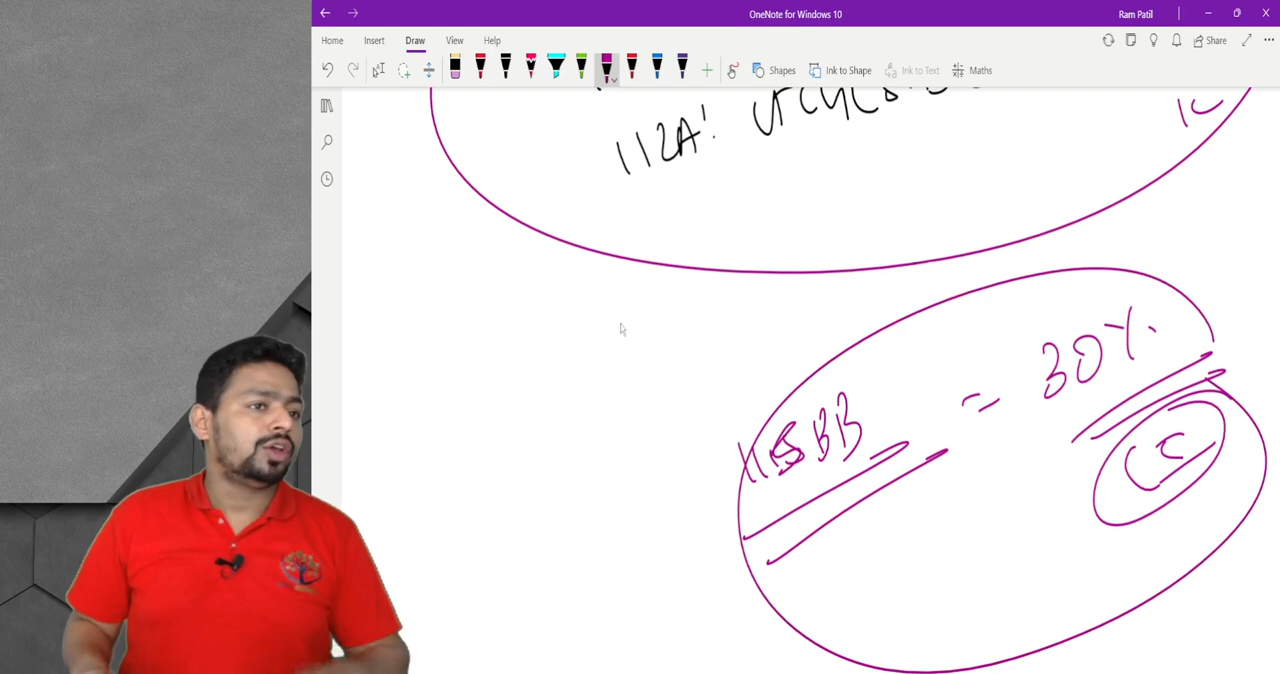 OneNote for Windows 10
Ram Patil
Home Insert Draw View Help
Share
Shapes Ink to Shape Ink to Text Maths
112A!
115BB = 30%